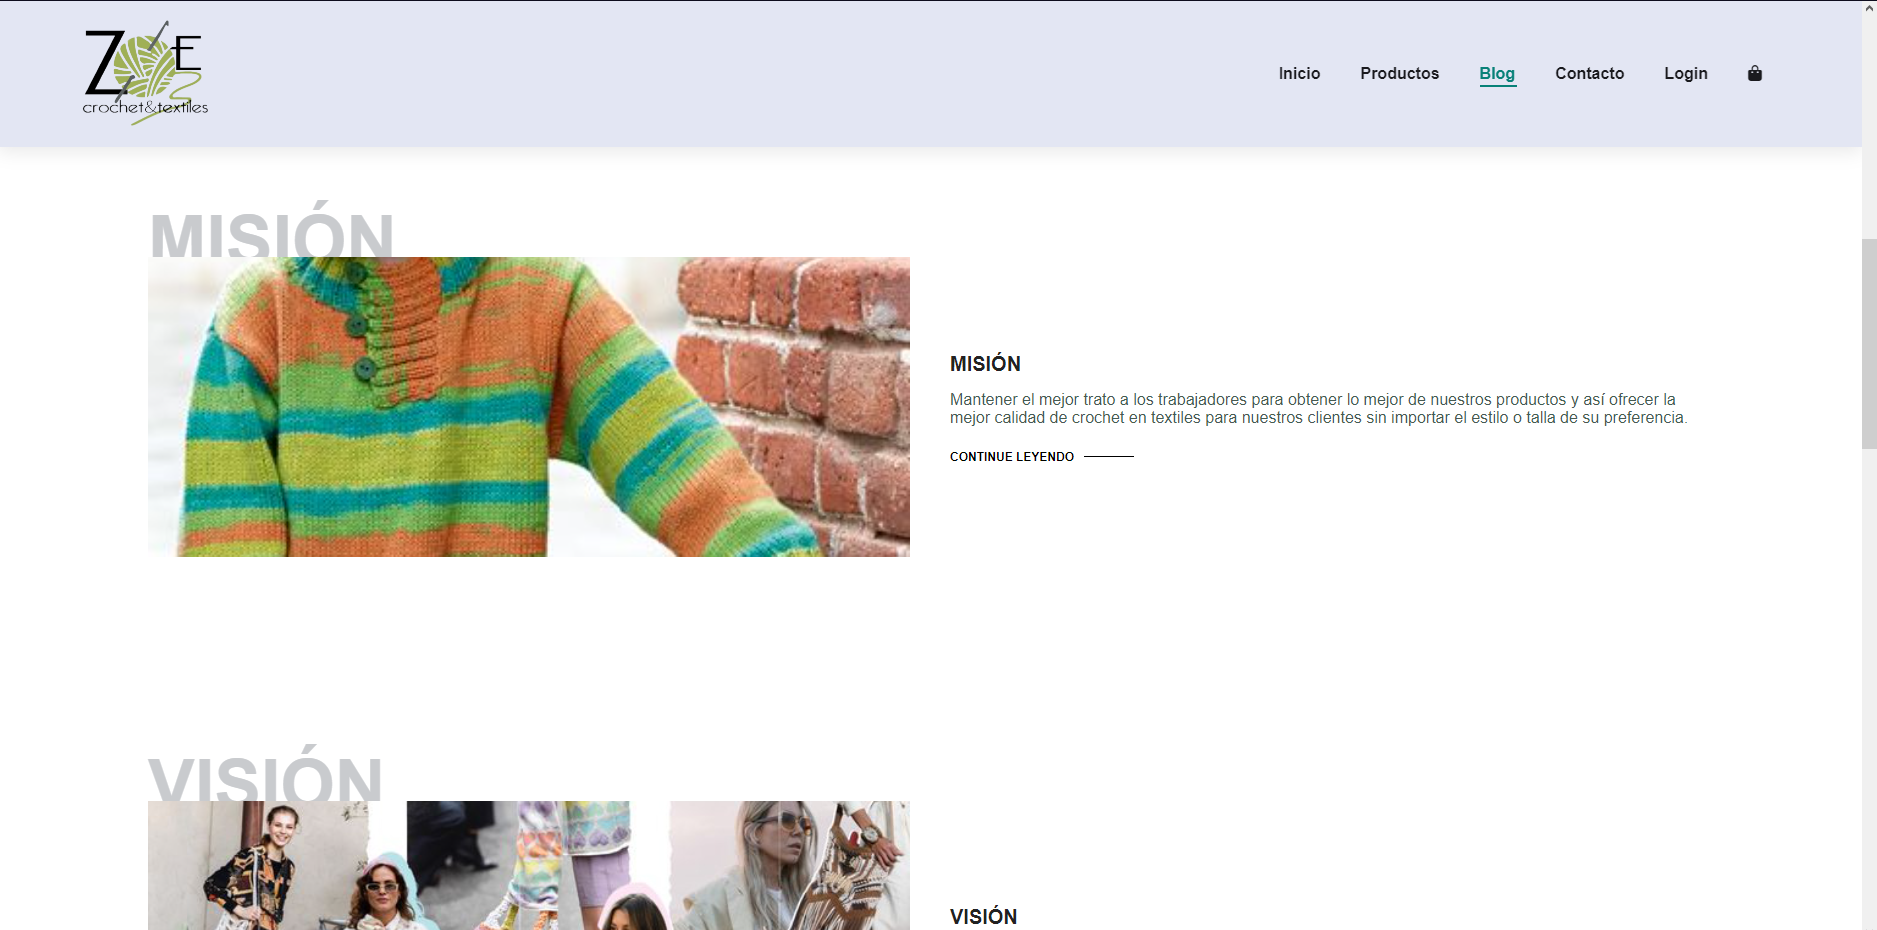 ZOE
crochet&textiles
Inicio Productos Blog Contacto Login
MISIÓN
MISIÓN
Mantener el mejor trato a los trabajadores para obtener lo mejor de nuestros productos y así ofrecer la
mejor calidad de crochet en textiles para nuestros clientes sin importar el estilo o talla de su preferencia.
CONTINUE LEYENDO
VISIÓN
VISIÓN